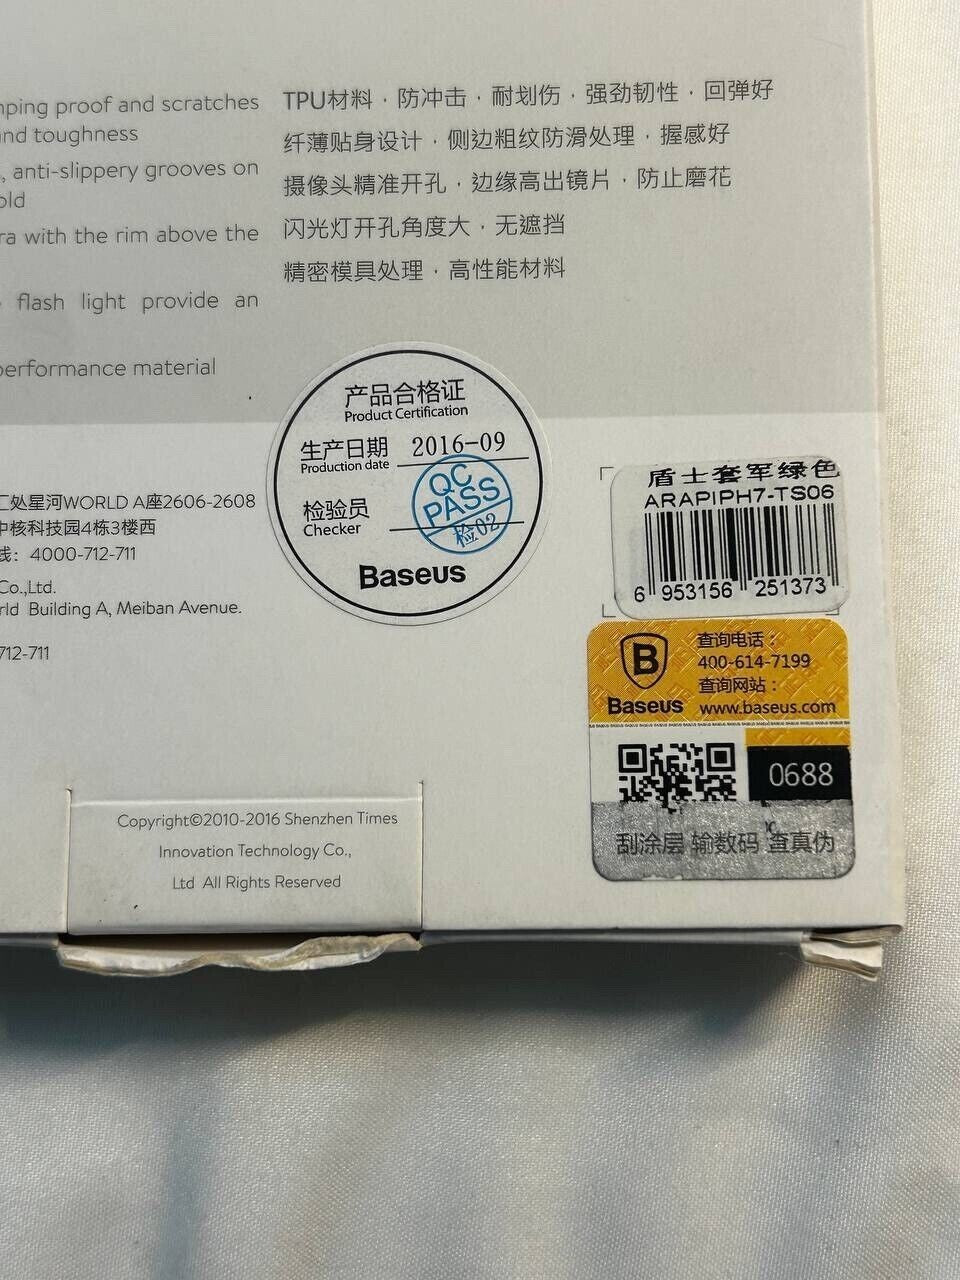 mping proof and scratches
and toughness
, anti-slippery grooves on
old
ra with the rim above the
flash light provide an
performance material
TPU材料 · 防冲击 · 耐划伤 · 强劲韧性 · 回弹好
纤薄贴身设计 · 侧边粗纹防滑处理 · 握感好
摄像头精准开孔 · 边缘高出镜片 · 防止磨花
闪光灯开孔角度大 · 无遮挡
精密模具处理 · 高性能材料
产品合格证
Product Certification
生产日期 2016-09
Production date
检验员
Checker
QC
PASS
检02
Baseus
汇处星河WORLD A座2606-2608
中核科技园4栋3楼西
线：4000-712-711
Co.,Ltd.
rld Building A, Meiban Avenue.
712-711
盾士套军绿色
ARAPIPH7-TS06
6 953156 251373
B
Baseus
查询电话：
400-614-7199
查询网站：
www.baseus.com
0688
刮涂层 输数码 查真伪
Copyright©2010-2016 Shenzhen Times
Innovation Technology Co.,
Ltd All Rights Reserved